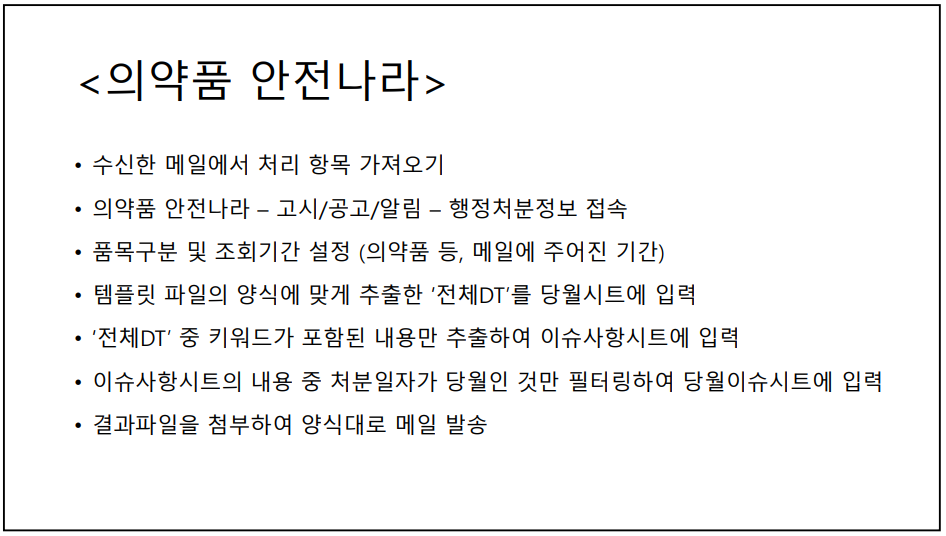 <의약품 안전나라>
• 수신한 메일에서 처리 항목 가져오기
• 의약품 안전나라 – 고시/공고/알림 – 행정처분정보 접속
• 품목구분 및 조회기간 설정 (의약품 등, 메일에 주어진 기간)
• 템플릿 파일의 양식에 맞게 추출한 '전체DT'를 당월시트에 입력
• '전체DT' 중 키워드가 포함된 내용만 추출하여 이슈사항시트에 입력
• 이슈사항시트의 내용 중 처분일자가 당월인 것만 필터링하여 당월이슈시트에 입력
• 결과파일을 첨부하여 양식대로 메일 발송